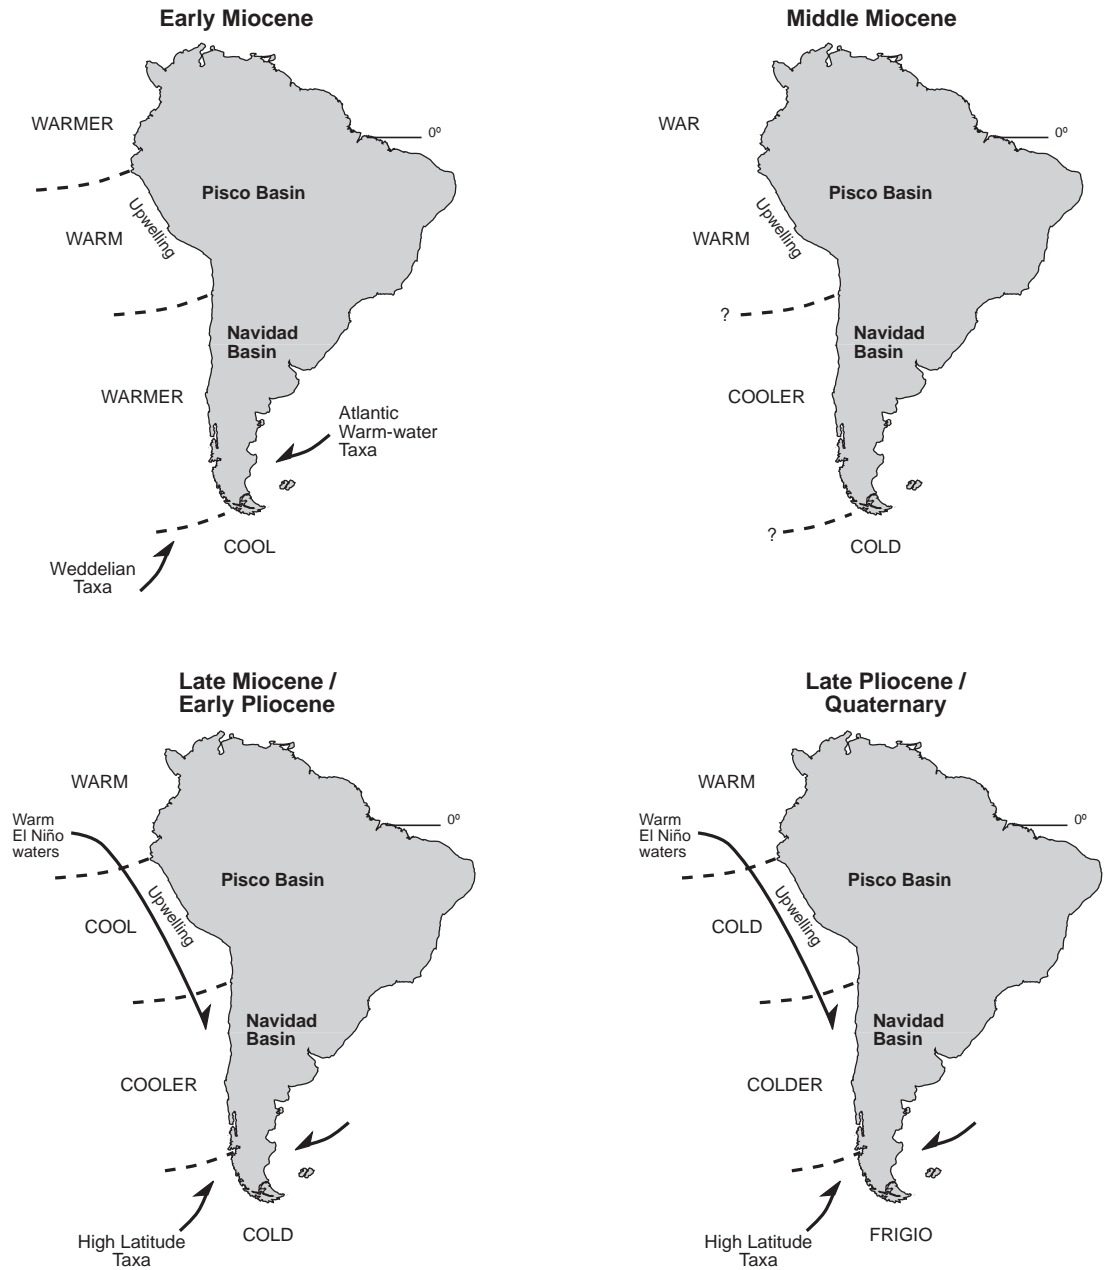 Early Miocene
WARMER
0º
Pisco Basin
Upwelling
WARM
Navidad
Basin
WARMER
Atlantic
Warm-water
Taxa
COOL
Weddelian
Taxa
Middle Miocene
WAR
0º
Pisco Basin
Upwelling
WARM
?
Navidad
Basin
COOLER
?
COLD
Late Miocene /
Early Pliocene
WARM
Warm
El Niño
waters
0º
Pisco Basin
Upwelling
COOL
Navidad
Basin
COOLER
COLD
High Latitude
Taxa
Late Pliocene /
Quaternary
WARM
Warm
El Niño
waters
0º
Pisco Basin
Upwelling
COLD
Navidad
Basin
COLDER
FRIGIO
High Latitude
Taxa